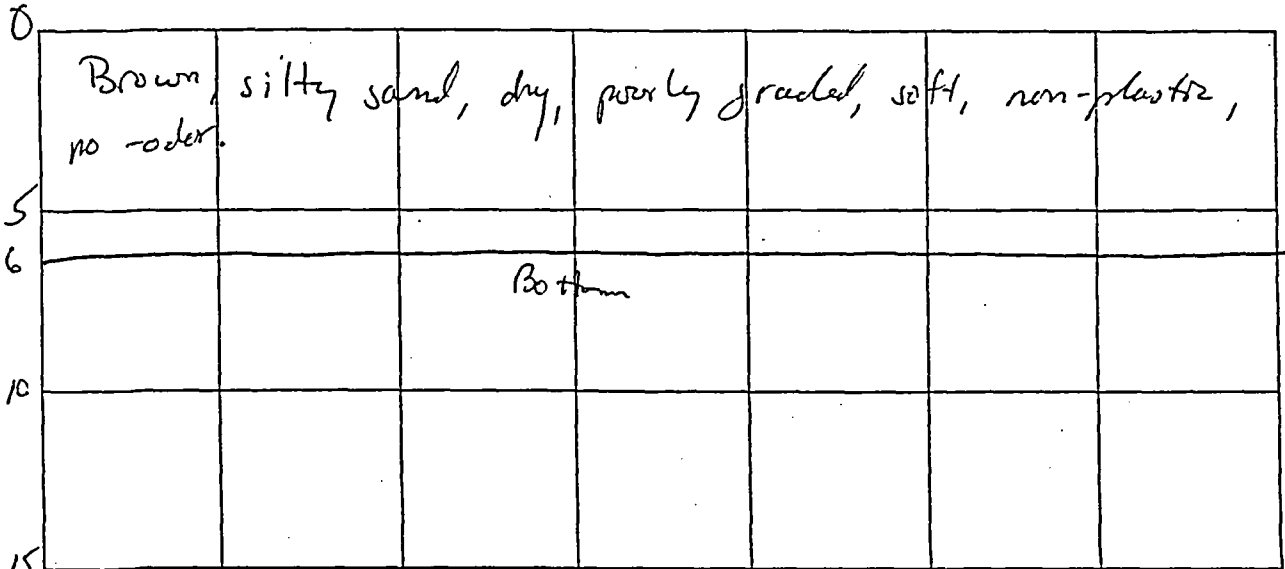 0
Brown, silty sand, dry, poorly graded, soft, non-plastic,
no -odor.
5
6
Bottom
10
15